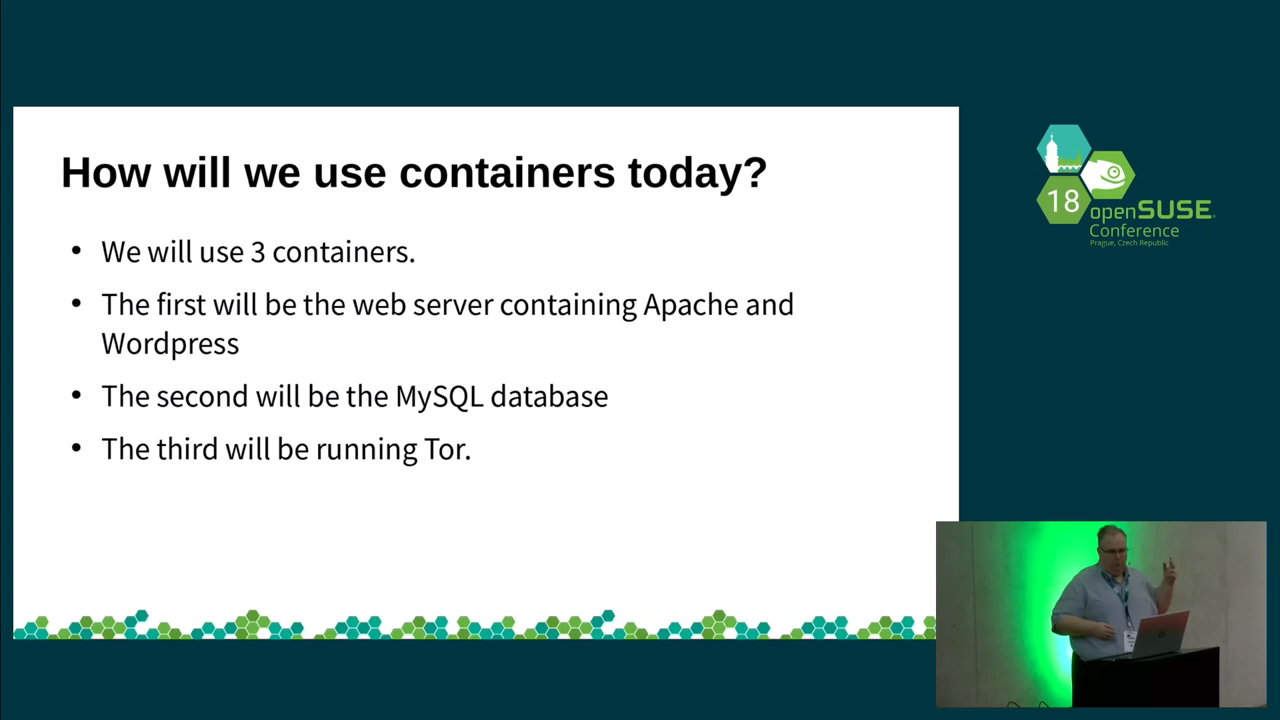 How will we use containers today?
• We will use 3 containers.
• The first will be the web server containing Apache and
Wordpress
• The second will be the MySQL database
• The third will be running Tor.
18
openSUSE
Conference
Prague, Czech Republic